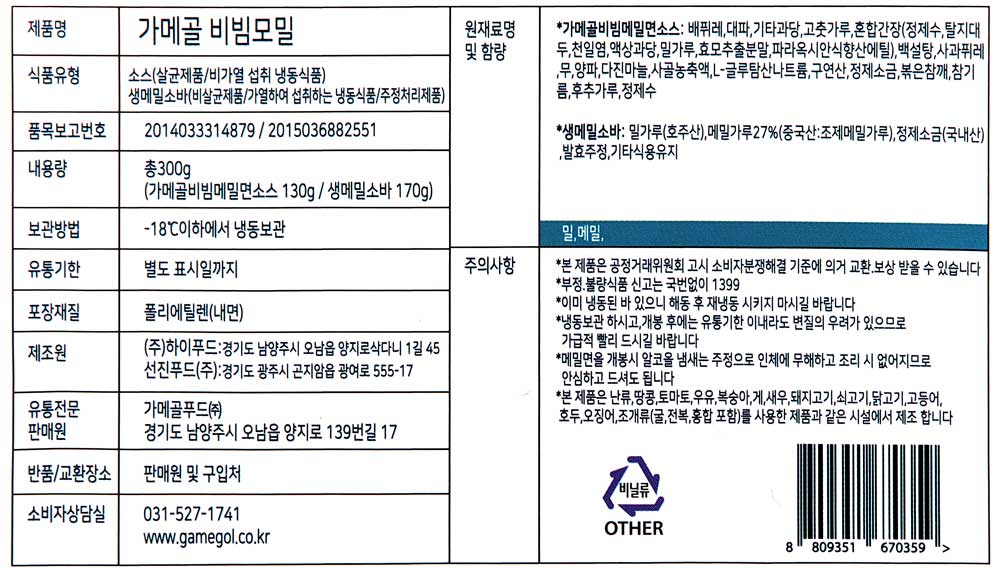 제품명
가메골 비빔모밀
식품유형
소스(살균제품/비가열 섭취 냉동식품)
생메밀소바(비살균제품/가열하여 섭취하는 냉동식품/주정처리제품)
품목보고번호
2014033314879 / 2015036882551
내용량
총300g
(가메골비빔메밀면소스 130g / 생메밀소바 170g)
보관방법
-18℃이하에서 냉동보관
유통기한
별도 표시일까지
포장재질
폴리에틸렌(내면)
제조원
(주)하이푸드:경기도 남양주시 오남읍 양지로삭다니 1길 45
선진푸드(주):경기도 광주시 곤지암읍 광여로 555-17
유통전문
판매원
가메골푸드㈜
경기도 남양주시 오남읍 양지로 139번길 17
반품/교환장소
판매원 및 구입처
소비자상담실
031-527-1741
www.gamegol.co.kr
원재료명
및 함량
*가메골비빔메밀면소스: 배퓌레,대파,기타과당,고춧가루,혼합간장(정제수,탈지대
두,천일염,액상과당,밀가루,효모추출분말,파라옥시안식향산에틸),백설탕,사과퓌레
,무,양파,다진마늘,사골농축액,L-글루탐산나트륨,구연산,정제소금,볶은참깨,참기
름,후추가루,정제수
*생메밀소바: 밀가루(호주산),메밀가루27%(중국산:조제메밀가루),정제소금(국내산)
,발효주정,기타식용유지
밀,메밀,
주의사항
*본 제품은 공정거래위원회 고시 소비자분쟁해결 기준에 의거 교환.보상 받을 수 있습니다
*부정.불량식품 신고는 국번없이 1399
*이미 냉동된 바 있으니 해동 후 재냉동 시키지 마시길 바랍니다
*냉동보관 하시고,개봉 후에는 유통기한 이내라도 변질의 우려가 있으므로
가급적 빨리 드시길 바랍니다
*메밀면을 개봉시 알코올 냄새는 주정으로 인체에 무해하고 조리 시 없어지므로
안심하고 드셔도 됩니다
*본 제품은 난류,땅콩,토마토,우유,복숭아,게,새우,돼지고기,쇠고기,닭고기,고등어,
호두,오징어,조개류(굴,전복,홍합 포함)를 사용한 제품과 같은 시설에서 제조 합니다
비닐류
OTHER
8 809351 670359 >